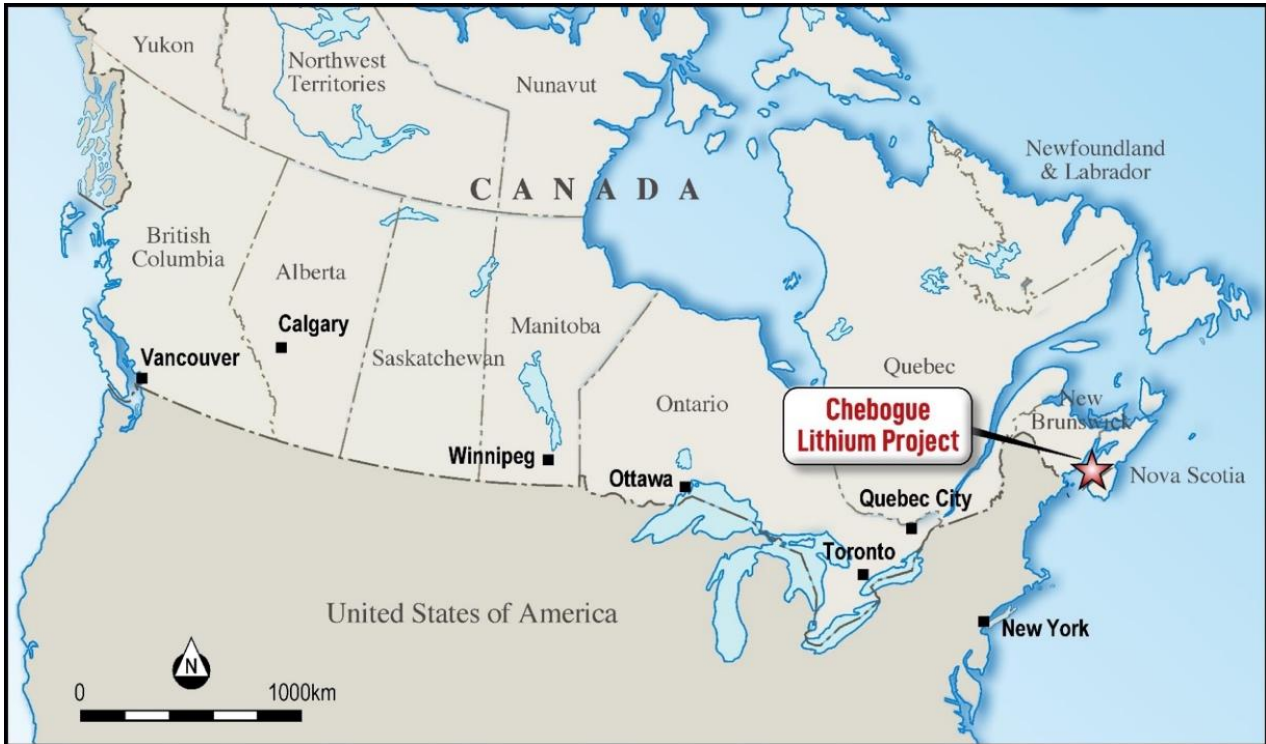 Yukon
Northwest
Territories
Nunavut
Newfoundland
& Labrador
C A N A D A
British
Columbia
Alberta
Calgary
Manitoba
Saskatchewan
Vancouver
Quebec
Ontario
New
Brunswick
Chebogue
Lithium Project
Winnipeg
Ottawa
Nova Scotia
Quebec City
Toronto
United States of America
New York
N
0 1000km